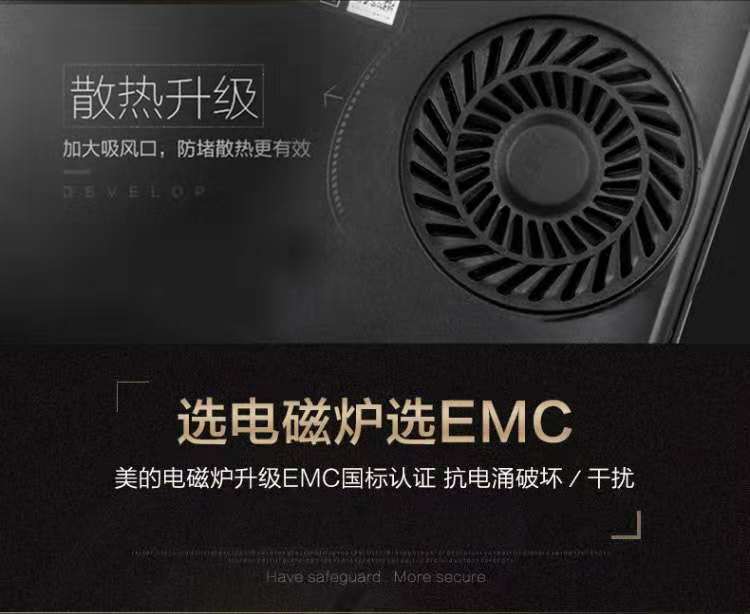 散热升级
加大吸风口，防堵散热更有效
DEVELOP
选电磁炉选EMC
美的电磁炉升级EMC国标认证 抗电涌破坏 / 干扰
Have safeguard . More secure